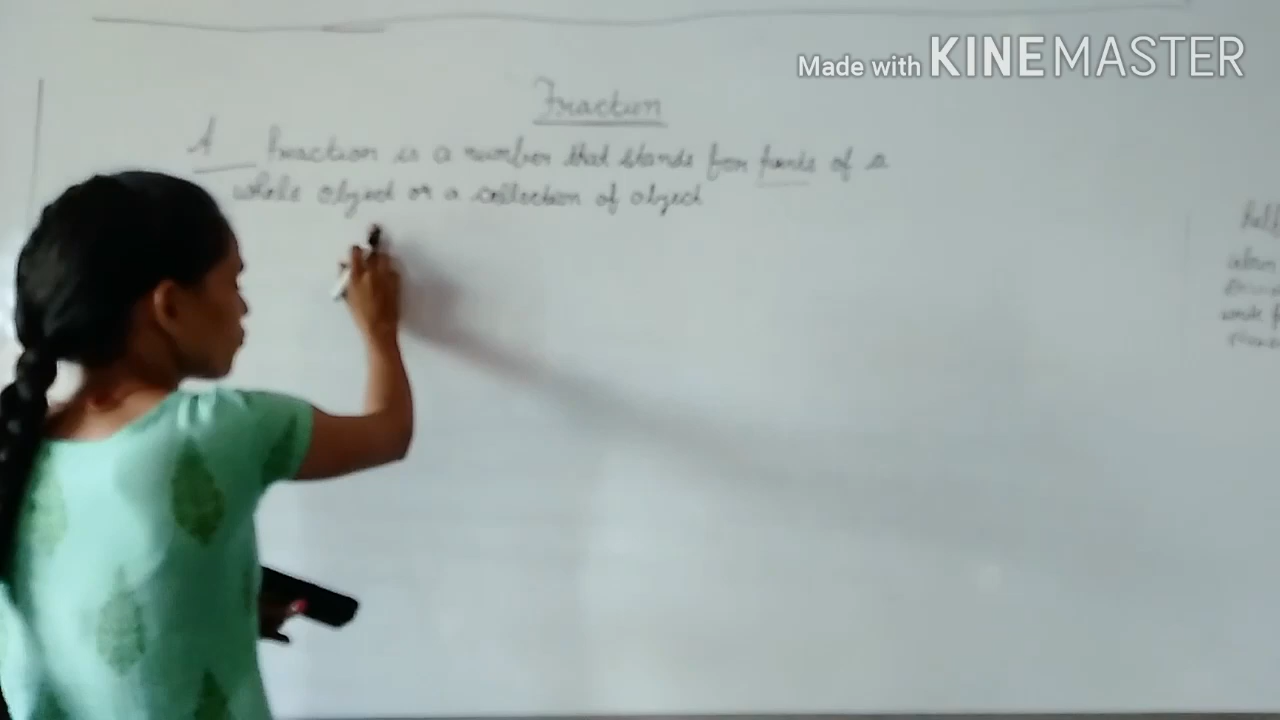 Made with KINEMASTER
Fraction
A Fraction is a number that stands for parts of a
whole object or a collection of object